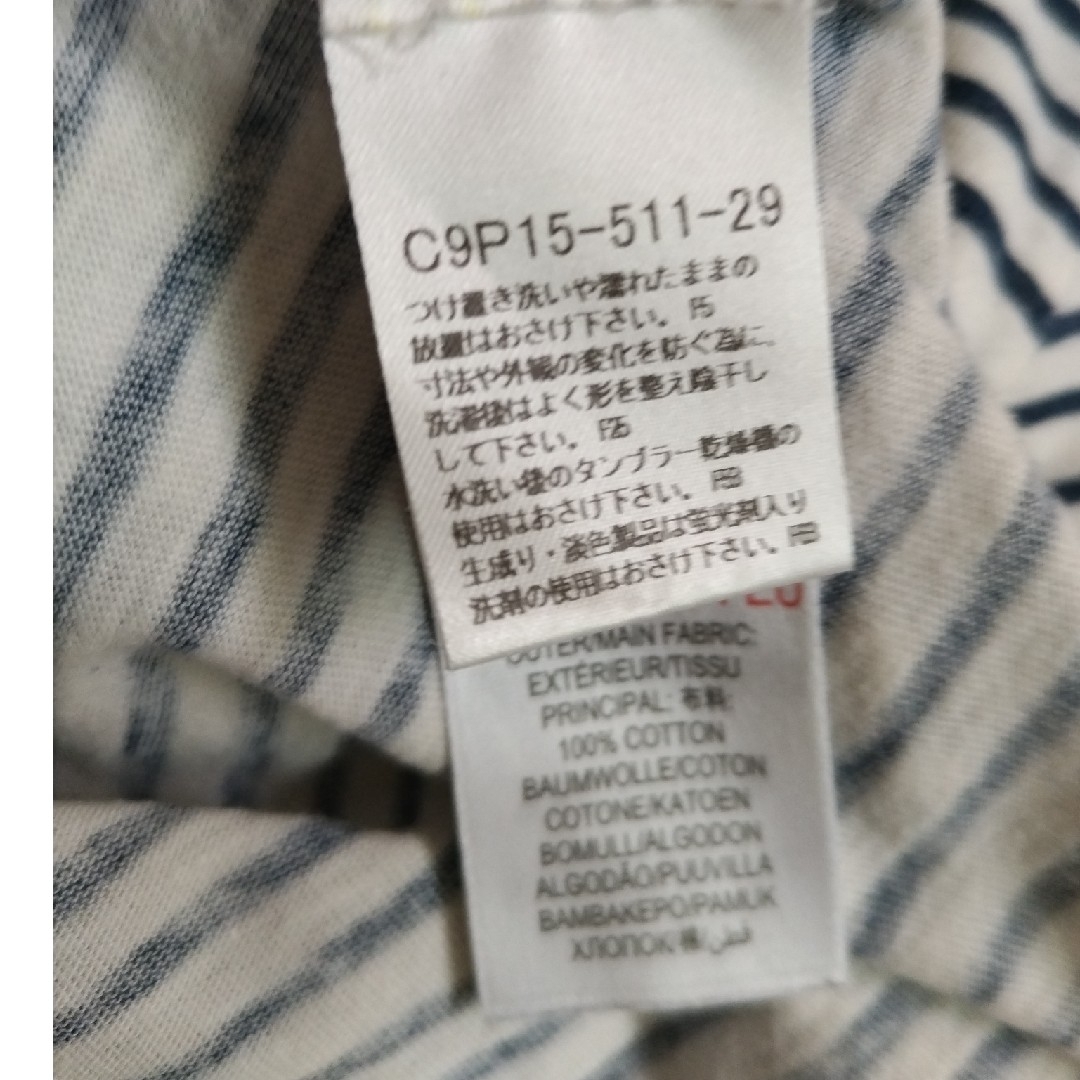 C9P15-511-29
つけ置き洗いや濡れたままの
放置はおさけ下さい。F5
寸法や外観の変化を防ぐ為に、
洗濯後はよく形を整え陰干し
して下さい。F26
水洗い後のタンブラー乾燥機の
使用はおさけ下さい。FB
生成り・淡色製品は蛍光剤入り
洗剤の使用はおさけ下さい。
OUTER/MAIN FABRIC:
EXTÉRIEUR/TISSU
PRINCIPAL: 布料:
100% COTTON
BAUMWOLLE/COTON
COTONE/KATOEN
BOMULL/ALGODON
ALGODÃO/PUUVILLA
BAMBAKEPO/PAMUK
ХЛОПОК/棉/قطن